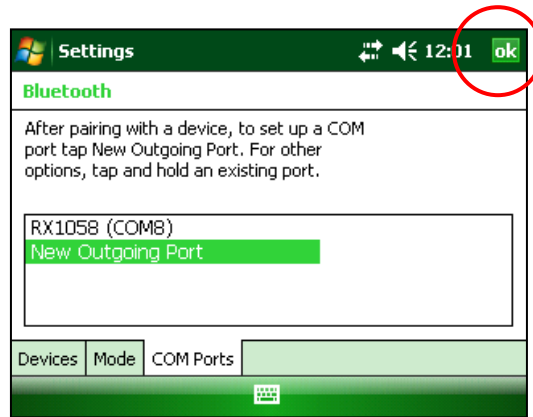 Settings 12:01 ok
Bluetooth
After pairing with a device, to set up a COM
port tap New Outgoing Port. For other
options, tap and hold an existing port.
RX1058 (COM8)
New Outgoing Port
Devices Mode COM Ports